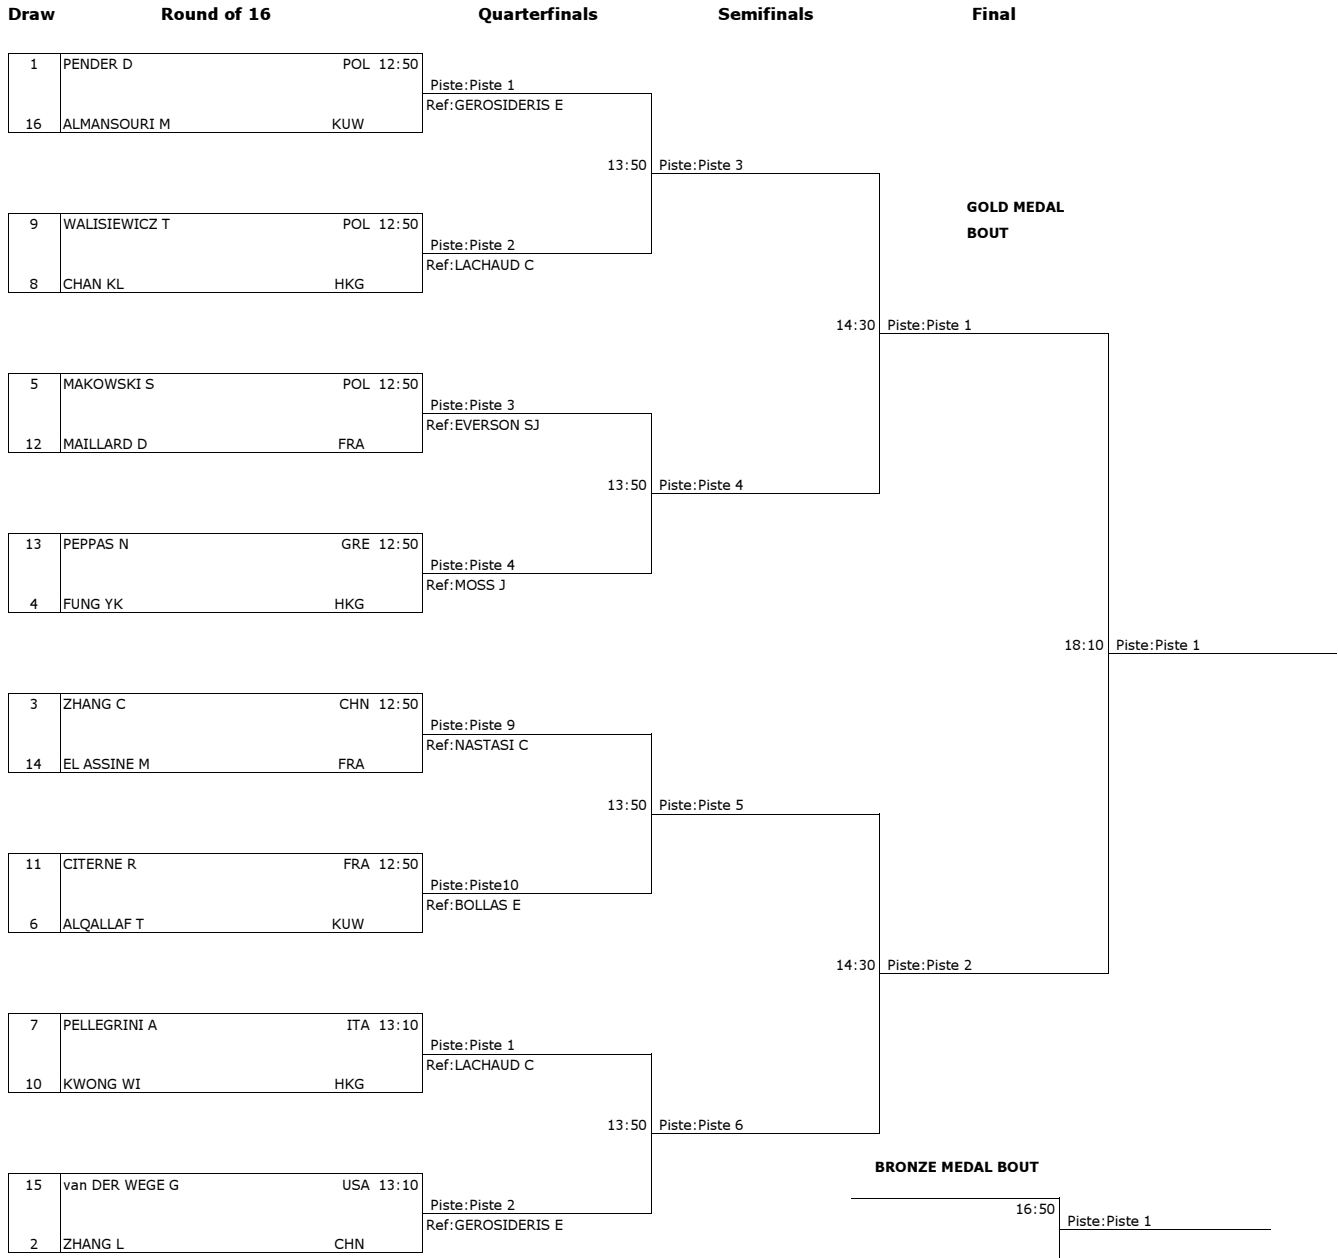 Draw Round of 16 Quarterfinals Semifinals Final
1 PENDER D POL 12:50
Piste:Piste 1
Ref:GEROSIDERIS E
16 ALMANSOURI M KUW
13:50 Piste:Piste 3
GOLD MEDAL
BOUT
9 WALISIEWICZ T POL 12:50
Piste:Piste 2
Ref:LACHAUD C
8 CHAN KL HKG
14:30 Piste:Piste 1
5 MAKOWSKI S POL 12:50
Piste:Piste 3
Ref:EVERSON SJ
12 MAILLARD D FRA
13:50 Piste:Piste 4
13 PEPPAS N GRE 12:50
Piste:Piste 4
Ref:MOSS J
4 FUNG YK HKG
18:10 Piste:Piste 1
3 ZHANG C CHN 12:50
Piste:Piste 9
Ref:NASTASI C
14 EL ASSINE M FRA
13:50 Piste:Piste 5
11 CITERNE R FRA 12:50
Piste:Piste10
Ref:BOLLAS E
6 ALQALLAF T KUW
14:30 Piste:Piste 2
7 PELLEGRINI A ITA 13:10
Piste:Piste 1
Ref:LACHAUD C
10 KWONG WI HKG
13:50 Piste:Piste 6
BRONZE MEDAL BOUT
15 van DER WEGE G USA 13:10
Piste:Piste 2
16:50 Piste:Piste 1
Ref:GEROSIDERIS E
2 ZHANG L CHN